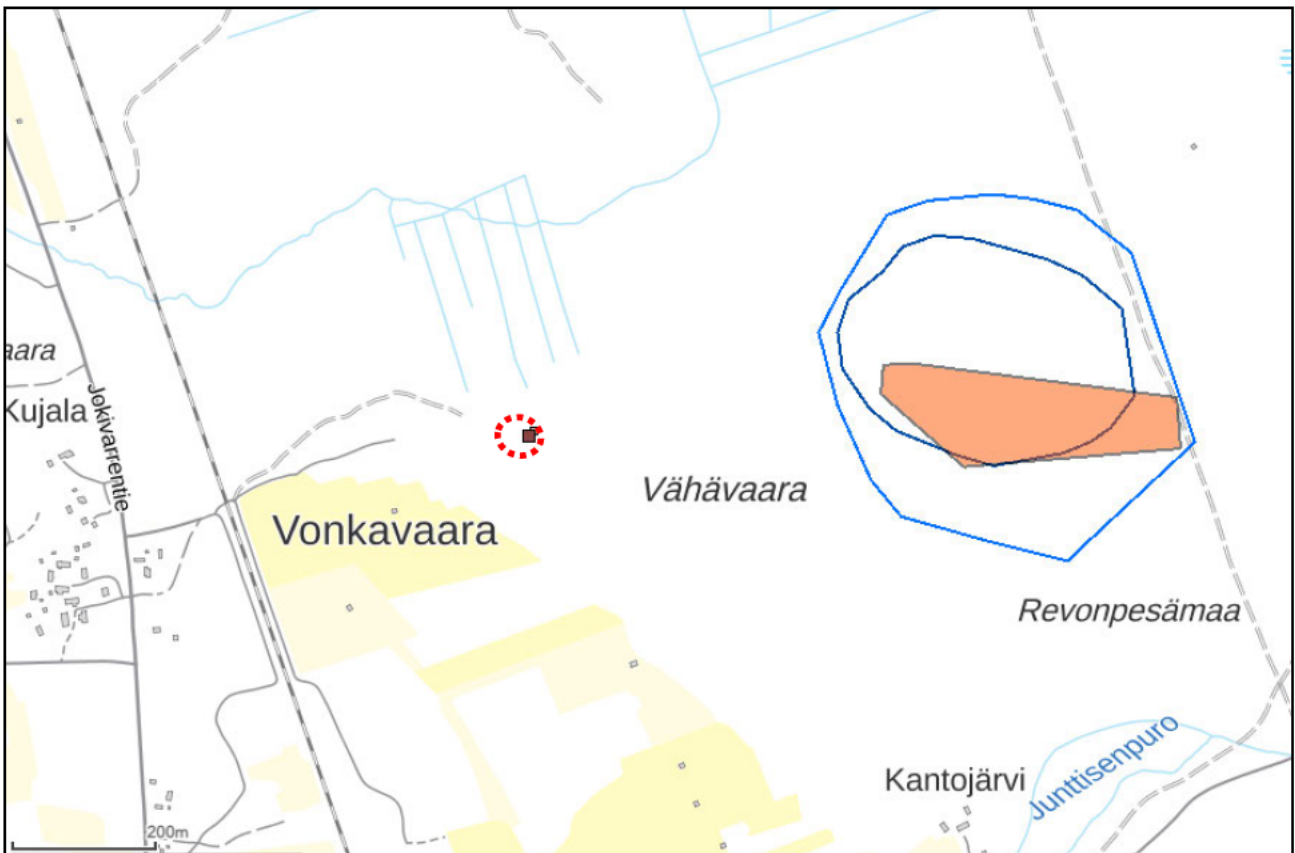 aara
Kujala
Jokivarrentie
Vähävaara
Vonkavaara
Revonpesämaa
Junttisenpuro
Kantojärvi
200m